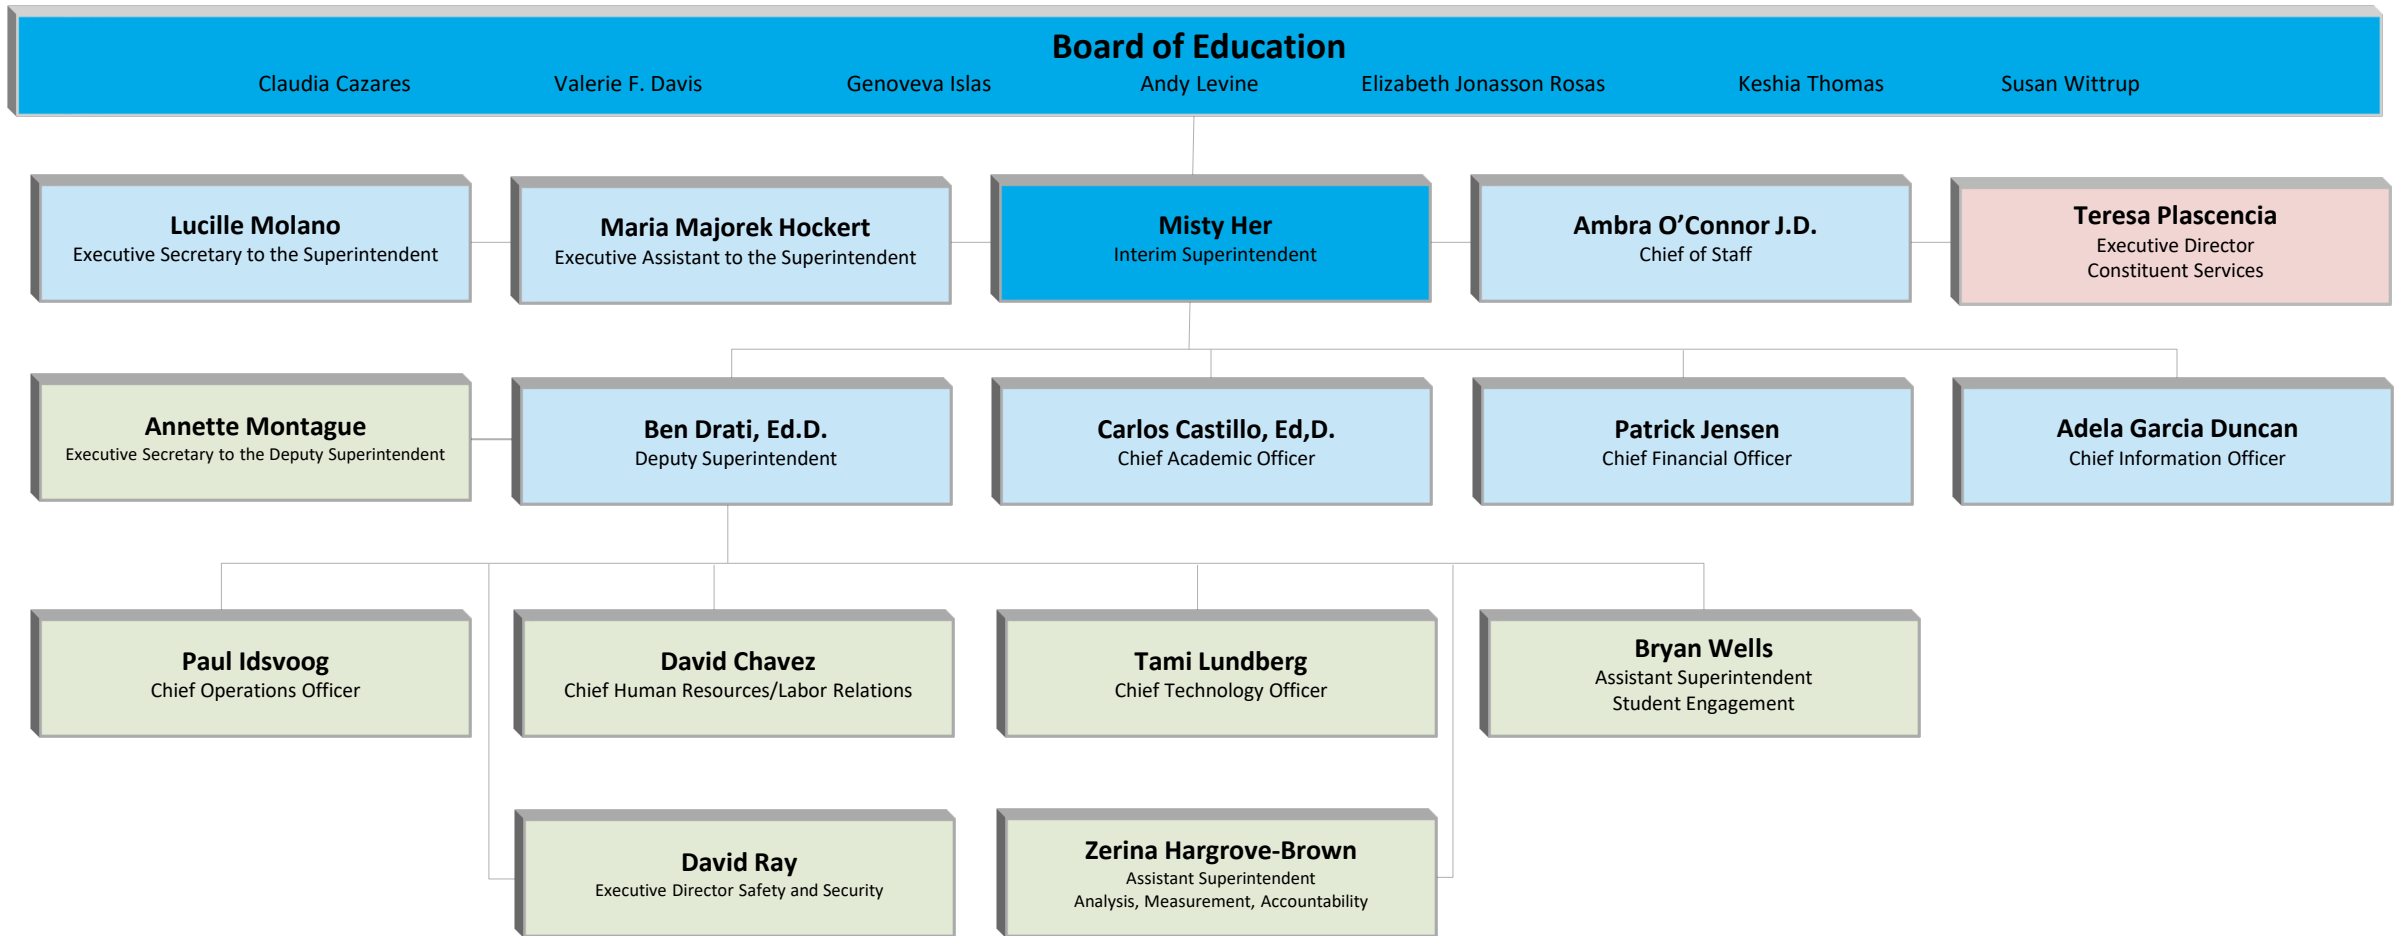 Board of Education
Claudia Cazares Valerie F. Davis Genoveva Islas Andy Levine Elizabeth Jonasson Rosas Keshia Thomas Susan Wittrup
Lucille Molano
Executive Secretary to the Superintendent
Maria Majorek Hockert
Executive Assistant to the Superintendent
Misty Her
Interim Superintendent
Ambra O’Connor J.D.
Chief of Staff
Teresa Plascencia
Executive Director
Constituent Services
Annette Montague
Executive Secretary to the Deputy Superintendent
Ben Drati, Ed.D.
Deputy Superintendent
Carlos Castillo, Ed,D.
Chief Academic Officer
Patrick Jensen
Chief Financial Officer
Adela Garcia Duncan
Chief Information Officer
Paul Idsvoog
Chief Operations Officer
David Chavez
Chief Human Resources/Labor Relations
Tami Lundberg
Chief Technology Officer
Bryan Wells
Assistant Superintendent
Student Engagement
David Ray
Executive Director Safety and Security
Zerina Hargrove-Brown
Assistant Superintendent
Analysis, Measurement, Accountability